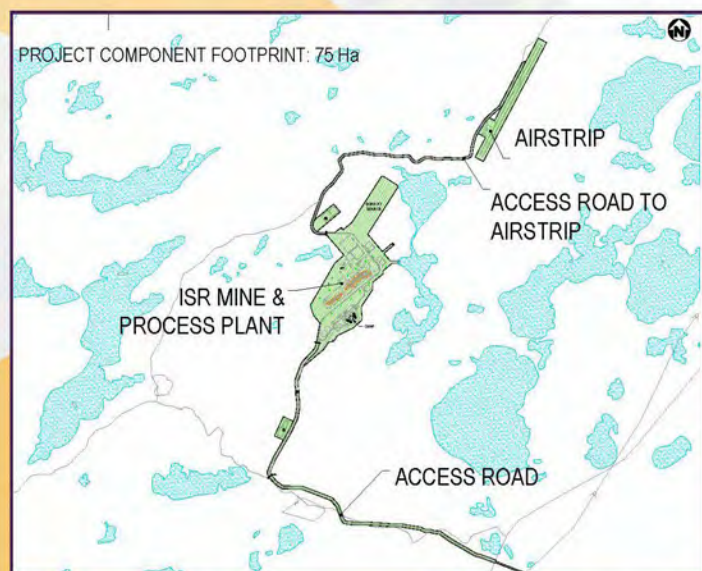 N
PROJECT COMPONENT FOOTPRINT: 75 Ha
AIRSTRIP
ACCESS ROAD TO
AIRSTRIP
ISR MINE &
PROCESS PLANT
ACCESS ROAD